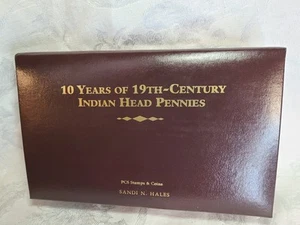 10 Years of 19th-Century
Indian Head Pennies
PCS Stamps & Coins
SANDI N. HALES